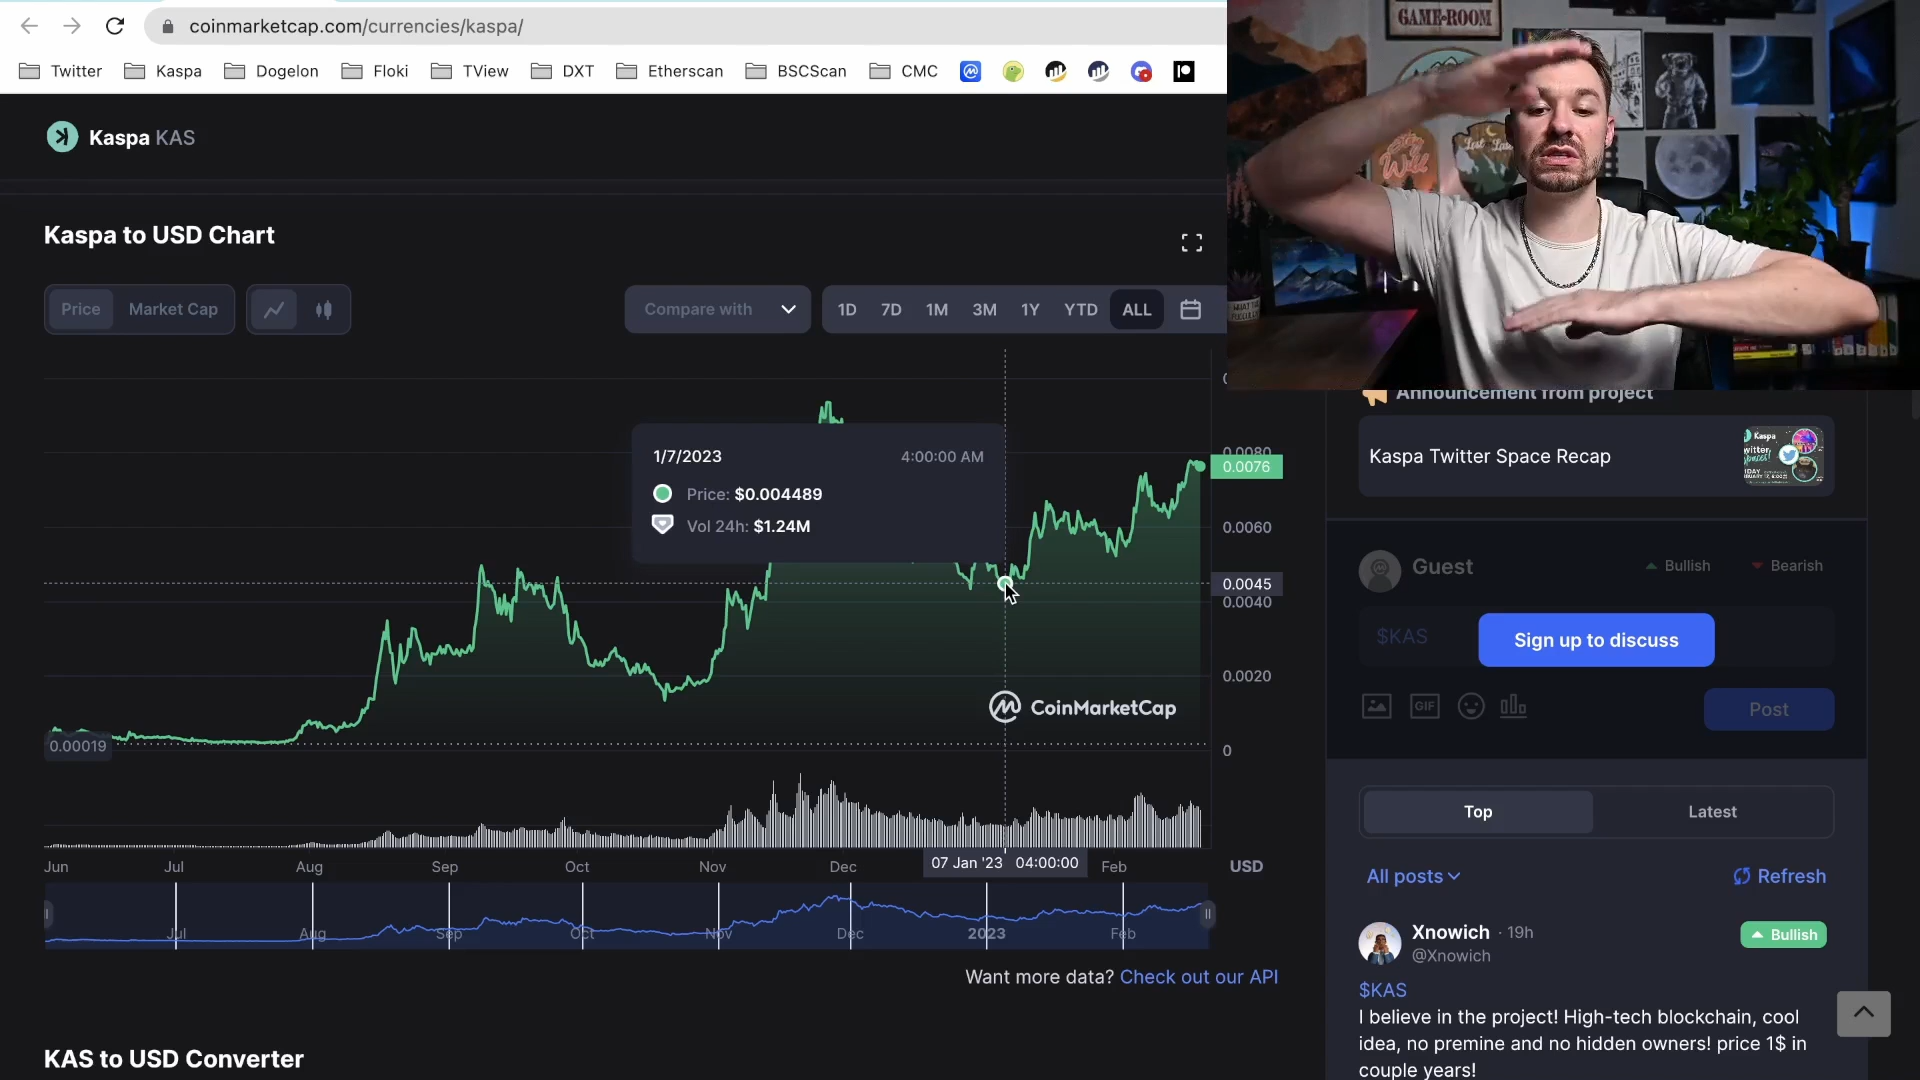 coinmarketcap.com/currencies/kaspa/
Twitter Kaspa Dogelon Floki TView DXT Etherscan BSCScan CMC
GAME ROOM
Kaspa KAS
Kaspa to USD Chart
Price Market Cap
Compare with
1D 7D 1M 3M 1Y YTD ALL
1/7/2023 4:00:00 AM
Price: $0.004489
Vol 24h: $1.24M
0.0080
0.0076
0.0060
0.0045
0.0040
0.0020
0
0.00019
CoinMarketCap
Jun Jul Aug Sep Oct Nov Dec 07 Jan '23 04:00:00 Feb USD
Jul Aug Sep Oct Nov Dec 2023 Feb
Want more data? Check out our API
KAS to USD Converter
Announcement from project
Kaspa Twitter Space Recap
Guest
Bullish Bearish
$KAS
Sign up to discuss
GIF
Post
Top Latest
All posts Refresh
Xnowich · 19h
@Xnowich
Bullish
$KAS
I believe in the project! High-tech blockchain, cool
idea, no premine and no hidden owners! price 1$ in
couple years!